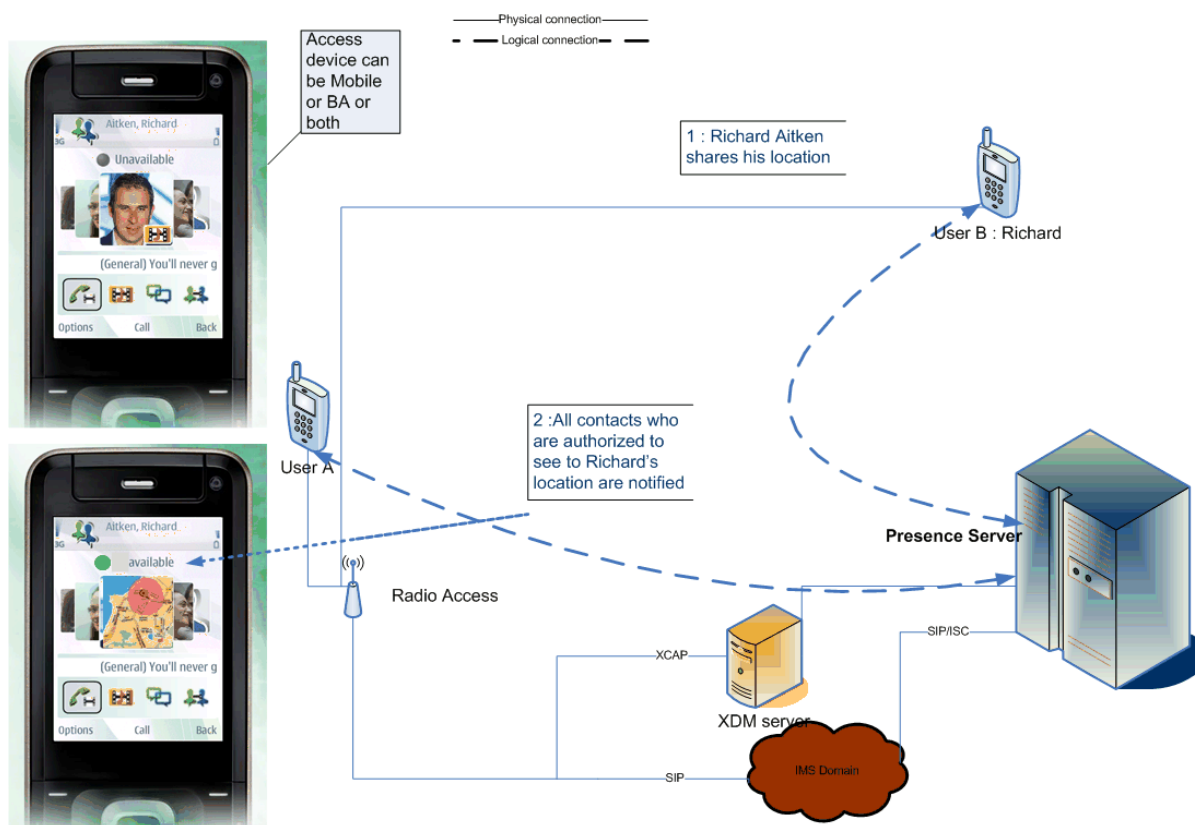 Physical connection
Logical connection
Access
device can
be Mobile
or BA or
both
Aitken, Richard
3G
Unavailable
(General) You'll never g
Options Call Back
1 : Richard Aitken
shares his location
User B : Richard
User A
2 :All contacts who
are authorized to
see to Richard's
location are notified
Aitken, Richard
3G
available
(General) You'll never g
Options Call Back
Radio Access
Presence Server
SIP/ISC
XCAP
XDM server
IMS Domain
SIP